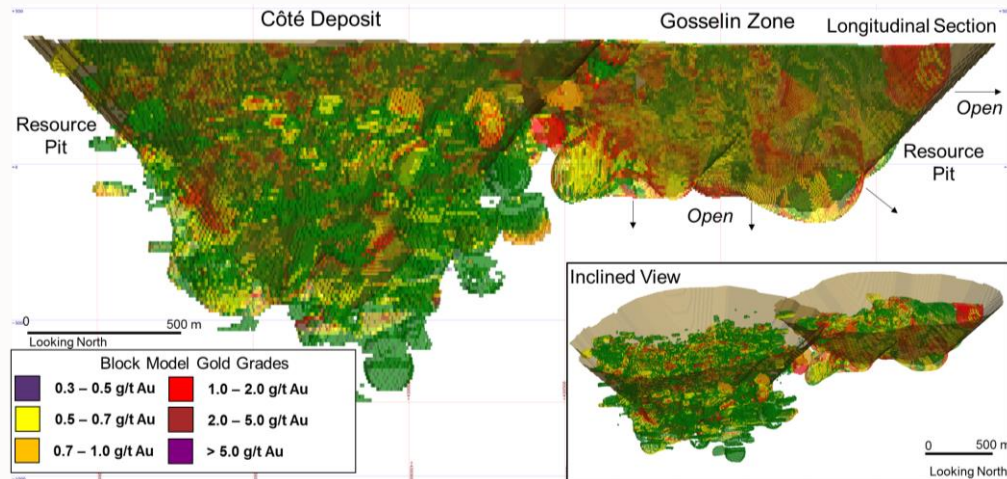 Côté Deposit
Gosselin Zone
Longitudinal Section
Resource
Pit
Open
Resource
Pit
Open
0
500 m
Looking North
Block Model Gold Grades
0.3 – 0.5 g/t Au
1.0 – 2.0 g/t Au
0.5 – 0.7 g/t Au
2.0 – 5.0 g/t Au
0.7 – 1.0 g/t Au
> 5.0 g/t Au
Inclined View
0
500 m
Looking North